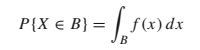 P{X ∈ B} = ∫_B f(x) dx